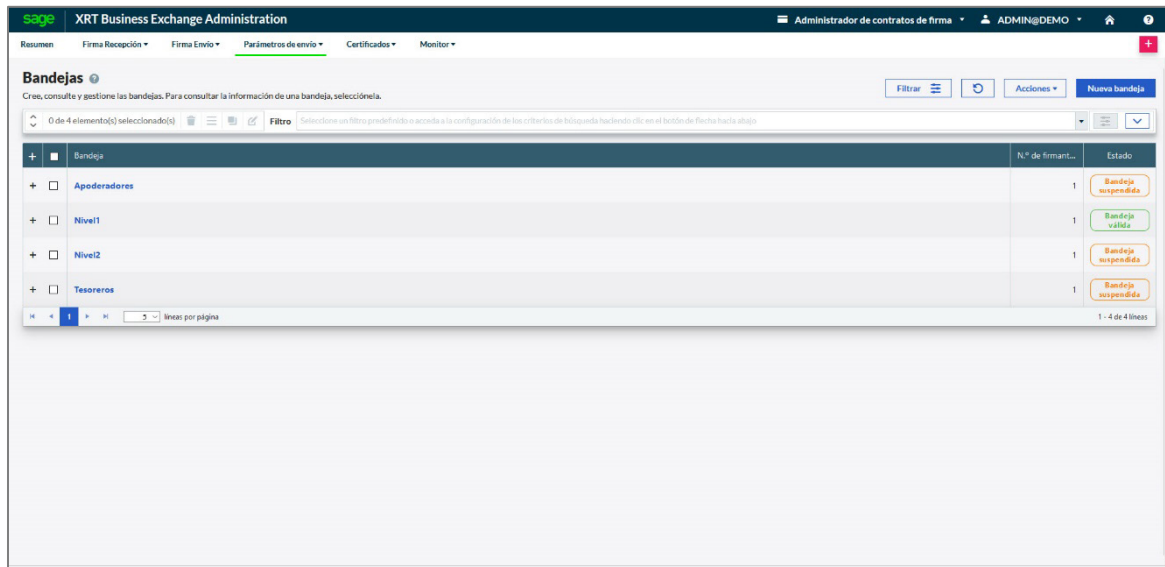 sage XRT Business Exchange Administration Administrador de contratos de firma ADMIN@DEMO
Resumen Firma Recepción Firma Envío Parámetros de envío Certificados Monitor
Bandejas
Cree, consulte y gestione las bandejas. Para consultar la información de una bandeja, selecciónela.
Filtrar Acciones Nueva bandeja
0 de 4 elemento(s) seleccionado(s) Filtro Seleccione un filtro predefinido o acceda a la configuración de los criterios de búsqueda haciendo clic en el botón de flecha hacia abajo
Bandeja N.º de firmant... Estado
Apoderadores 1 Bandeja suspendida
Nivel1 1 Bandeja válida
Nivel2 1 Bandeja suspendida
Tesoreros 1 Bandeja suspendida
1 5 líneas por página 1 - 4 de 4 líneas